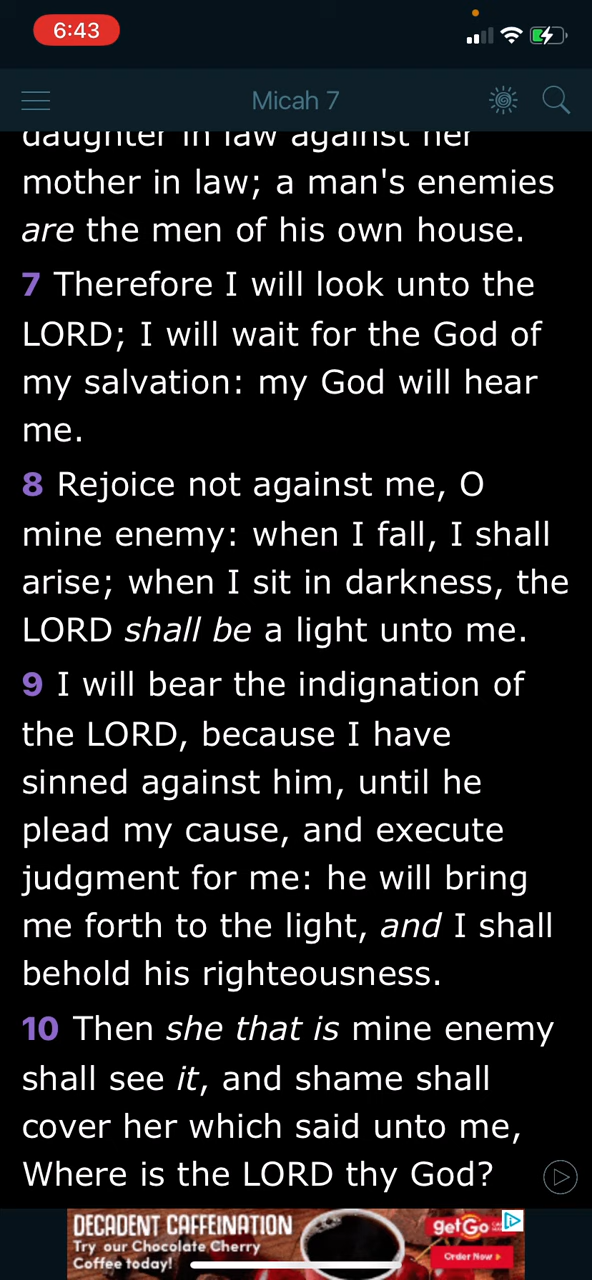 6:43
Micah 7
daughter in law against her
mother in law; a man's enemies
are the men of his own house.
7 Therefore I will look unto the
LORD; I will wait for the God of
my salvation: my God will hear
me.
8 Rejoice not against me, O
mine enemy: when I fall, I shall
arise; when I sit in darkness, the
LORD shall be a light unto me.
9 I will bear the indignation of
the LORD, because I have
sinned against him, until he
plead my cause, and execute
judgment for me: he will bring
me forth to the light, and I shall
behold his righteousness.
10 Then she that is mine enemy
shall see it, and shame shall
cover her which said unto me,
Where is the LORD thy God?
DECADENT CAFFEINATION
Try our Chocolate Cherry
Coffee today!
getGo
Order Now